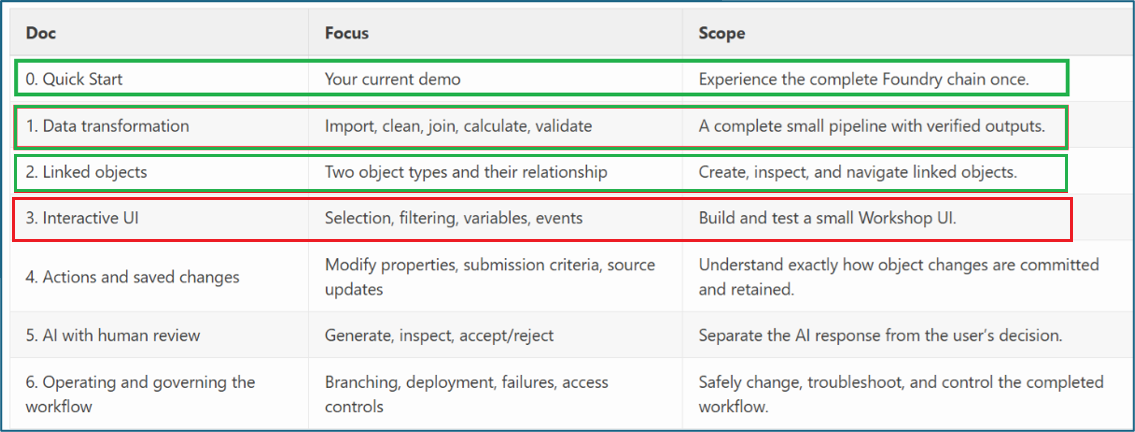 Doc Focus Scope
0. Quick Start Your current demo Experience the complete Foundry chain once.
1. Data transformation Import, clean, join, calculate, validate A complete small pipeline with verified outputs.
2. Linked objects Two object types and their relationship Create, inspect, and navigate linked objects.
3. Interactive UI Selection, filtering, variables, events Build and test a small Workshop UI.
4. Actions and saved changes
Modify properties, submission criteria, source
updates
Understand exactly how object changes are committed
and retained.
5. AI with human review Generate, inspect, accept/reject Separate the AI response from the user’s decision.
6. Operating and governing the
workflow
Branching, deployment, failures, access
controls
Safely change, troubleshoot, and control the completed
workflow.